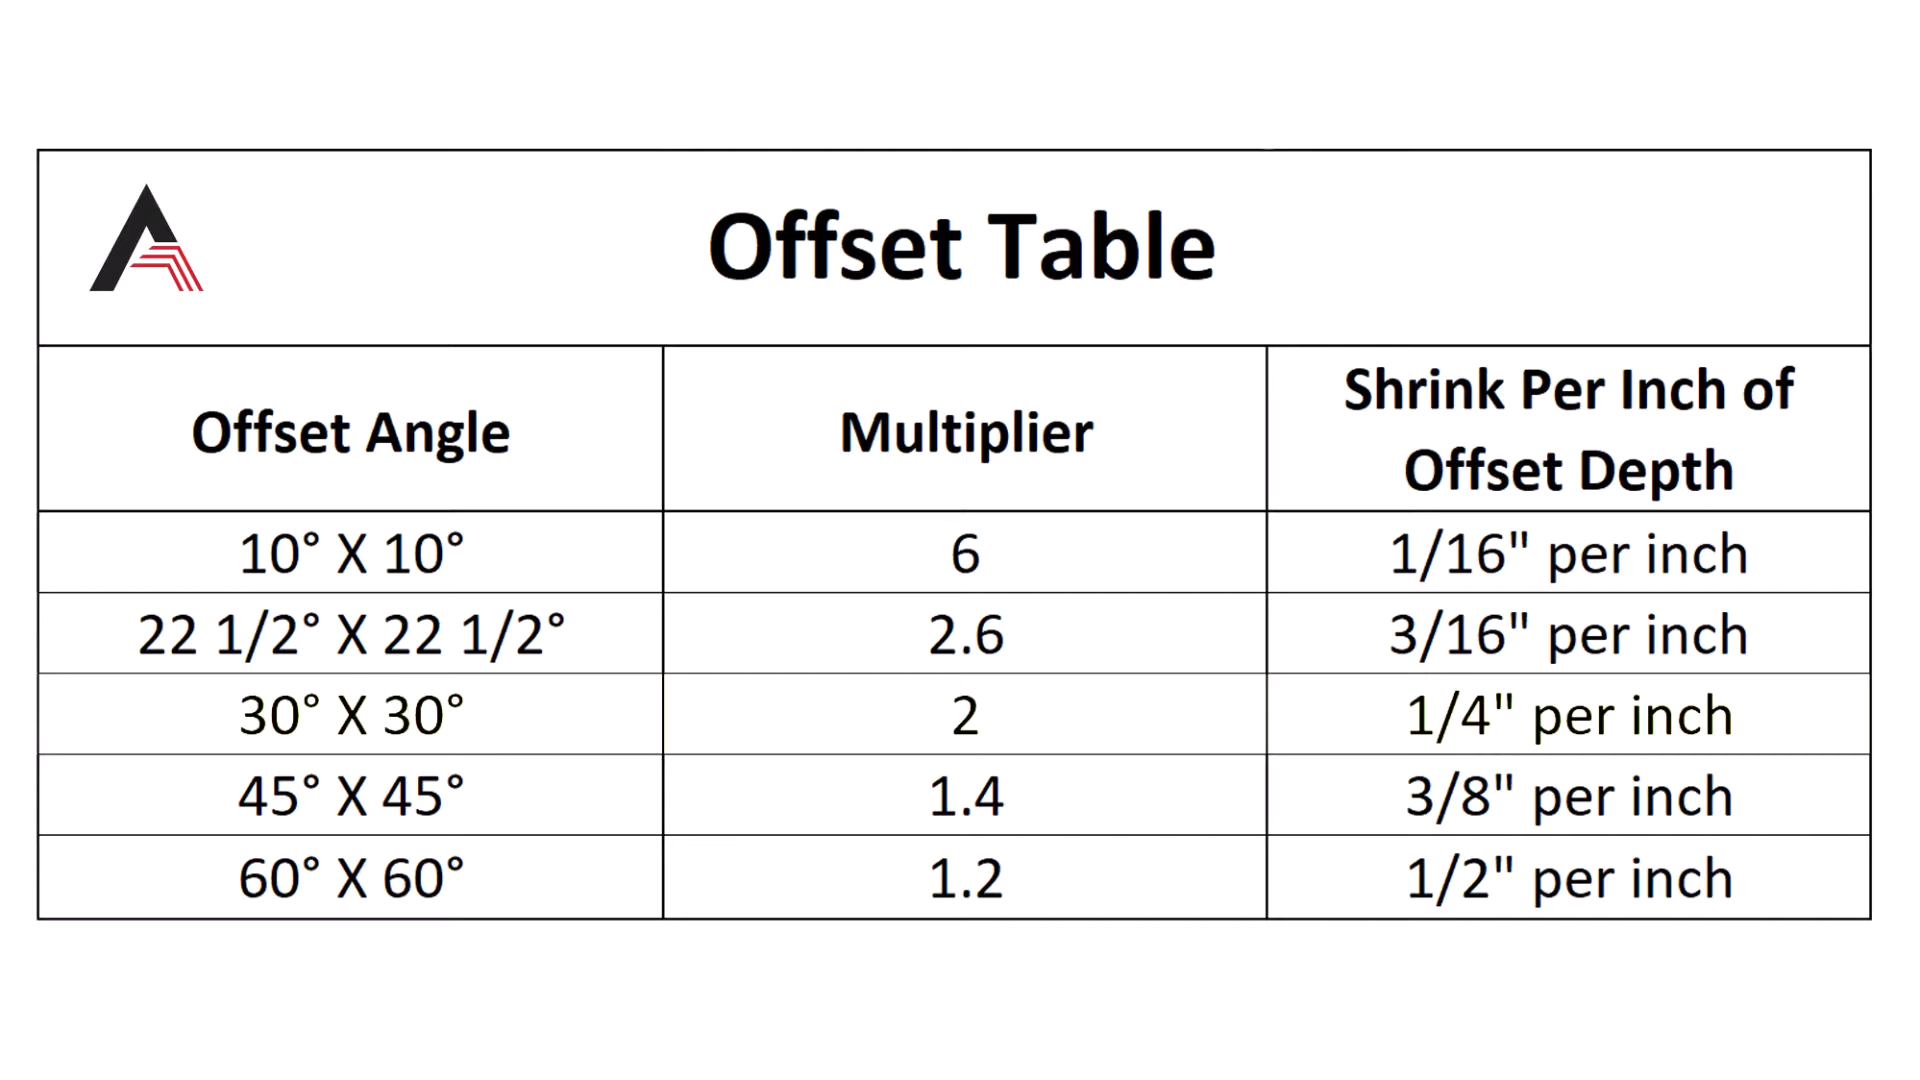 Offset Table
Offset Angle
Multiplier
Shrink Per Inch of
Offset Depth
10° X 10°
6
1/16" per inch
22 1/2° X 22 1/2°
2.6
3/16" per inch
30° X 30°
2
1/4" per inch
45° X 45°
1.4
3/8" per inch
60° X 60°
1.2
1/2" per inch